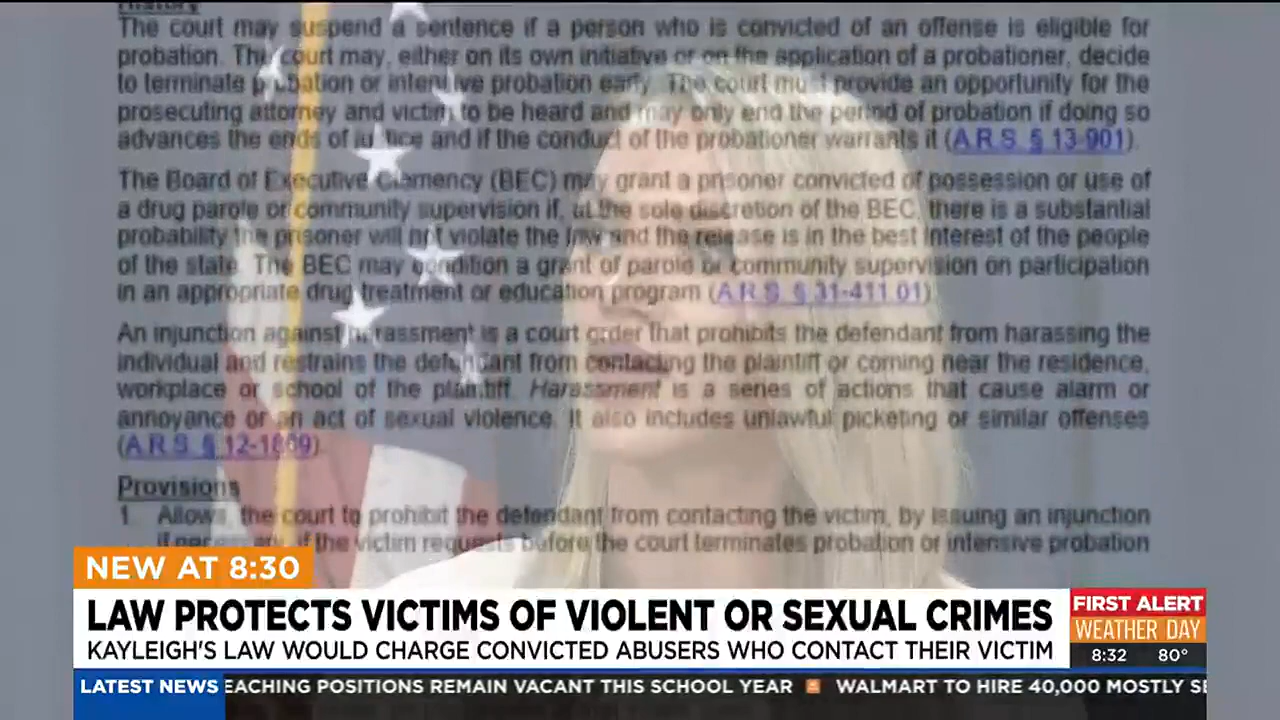 History
The court may suspend a sentence if a person who is convicted of an offense is eligible for
probation. The court may, either on its own initiative or on the application of a probationer, decide
to terminate probation or intensive probation early. The court must provide an opportunity for the
prosecuting attorney and victim to be heard and may only end the period of probation if doing so
advances the ends of justice and if the conduct of the probationer warrants it (A.R.S. § 13-901).
The Board of Executive Clemency (BEC) may grant a prisoner convicted of possession or use of
a drug parole or community supervision if, at the sole discretion of the BEC, there is a substantial
probability the prisoner will not violate the law and the release is in the best interest of the people
of the state. The BEC may condition a grant of parole or community supervision on participation
in an appropriate drug treatment or education program (A.R.S. § 31-411.01).
An injunction against harassment is a court order that prohibits the defendant from harassing the
individual and restrains the defendant from contacting the plaintiff or coming near the residence,
workplace or school of the plaintiff. Harassment is a series of actions that cause alarm or
annoyance or an act of sexual violence. It also includes unlawful picketing or similar offenses
(A.R.S. § 12-1809).
Provisions
1. Allows the court to prohibit the defendant from contacting the victim, by issuing an injunction
if necessary, if the victim requests before the court terminates probation or intensive probation
NEW AT 8:30
LAW PROTECTS VICTIMS OF VIOLENT OR SEXUAL CRIMES
KAYLEIGH'S LAW WOULD CHARGE CONVICTED ABUSERS WHO CONTACT THEIR VICTIM
FIRST ALERT
WEATHER DAY
8:32 80°
LATEST NEWS EACHING POSITIONS REMAIN VACANT THIS SCHOOL YEAR WALMART TO HIRE 40,000 MOSTLY SE